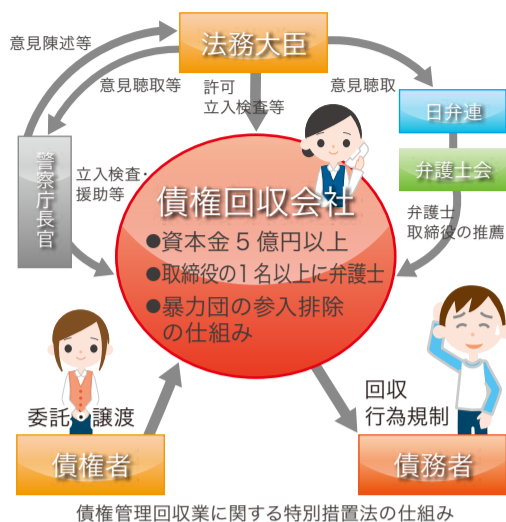 意見陳述等
法務大臣
意見聴取等
許可
立入検査等
意見聴取
日弁連
警察庁長官
立入検査・
援助等
弁護士会
弁護士
取締役の推薦
債権回収会社
●資本金5億円以上
●取締役の1名以上に弁護士
●暴力団の参入排除
の仕組み
委託・譲渡
債権者
回収
行為規制
債務者
債権管理回収業に関する特別措置法の仕組み